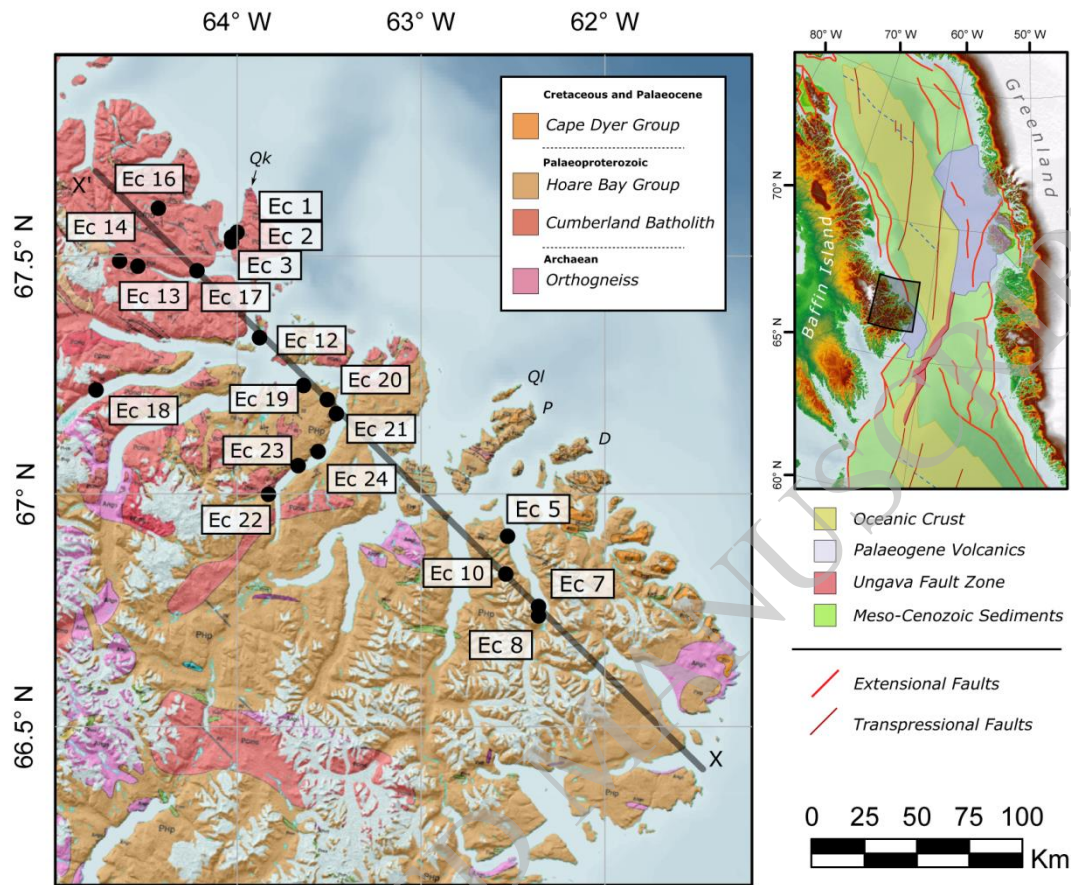 64° W
63° W
62° W
67.5° N
67° N
66.5° N
Cretaceous and Palaeocene
Cape Dyer Group
Palaeoproterozoic
Hoare Bay Group
Cumberland Batholith
Archaean
Orthogneiss
X'
Qk
Ec 16
Ec 14
Ec 1
Ec 2
Ec 3
Ec 13
Ec 17
Ec 12
Ec 18
Ec 19
Ec 20
Ec 21
Ec 23
Ec 24
Ec 22
Ql
P
D
Ec 5
Ec 10
Ec 7
Ec 8
X
PHp
PHp
PHp
PHp
80° W
70° W
60° W
50° W
70° N
65° N
60° N
Greenland
Baffin Island
Oceanic Crust
Palaeogene Volcanics
Ungava Fault Zone
Meso-Cenozoic Sediments
Extensional Faults
Transpressional Faults
0 25 50 75 100
Km